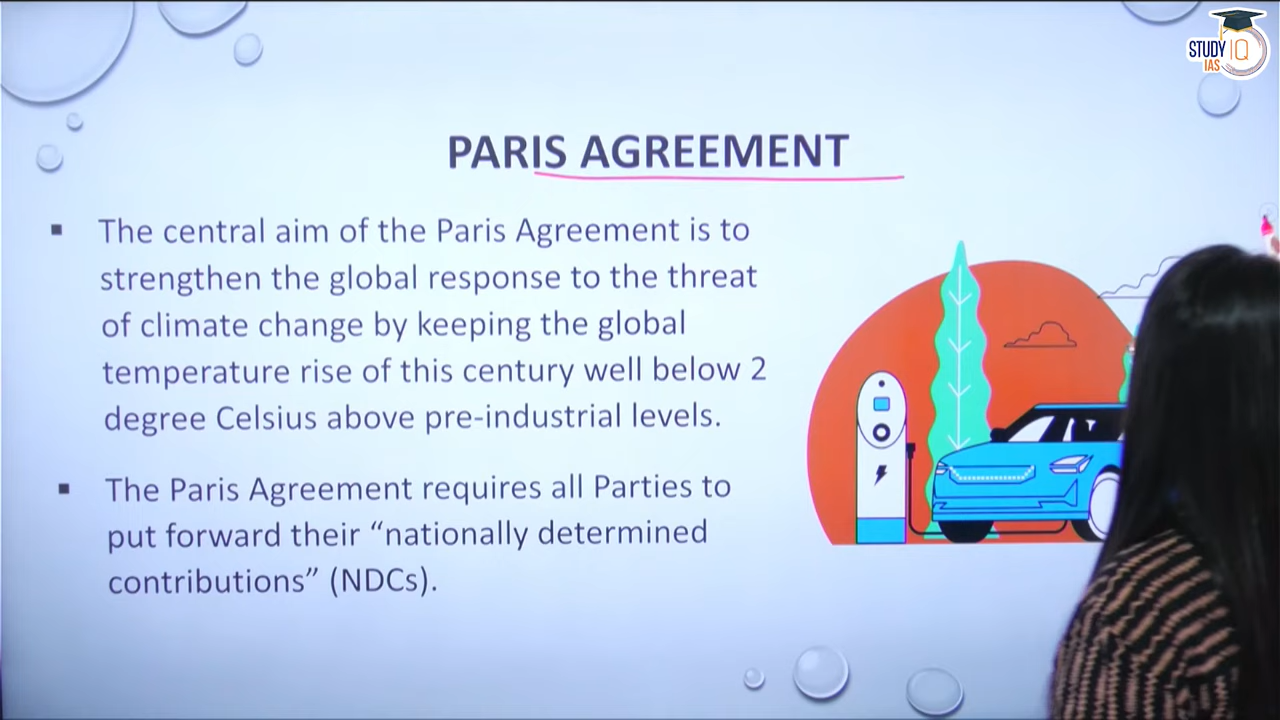 STUDY IQ
IAS
PARIS AGREEMENT
▪ The central aim of the Paris Agreement is to
strengthen the global response to the threat
of climate change by keeping the global
temperature rise of this century well below 2
degree Celsius above pre-industrial levels.
▪ The Paris Agreement requires all Parties to
put forward their “nationally determined
contributions” (NDCs).